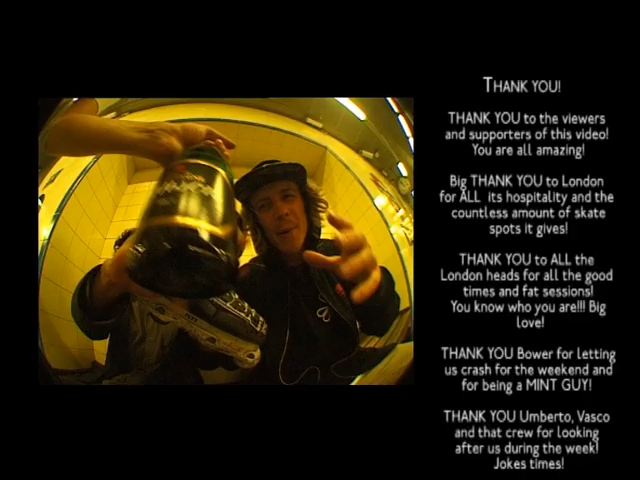 THANK YOU!
THANK YOU to the viewers
and supporters of this video!
You are all amazing!
Big THANK YOU to London
for ALL its hospitality and the
countless amount of skate
spots it gives!
THANK YOU to ALL the
London heads for all the good
times and fat sessions!
You know who you are!!! Big
love!
THANK YOU Bower for letting
us crash for the weekend and
for being a MINT GUY!
THANK YOU Umberto, Vasco
and that crew for looking
after us during the week!
Jokes times!